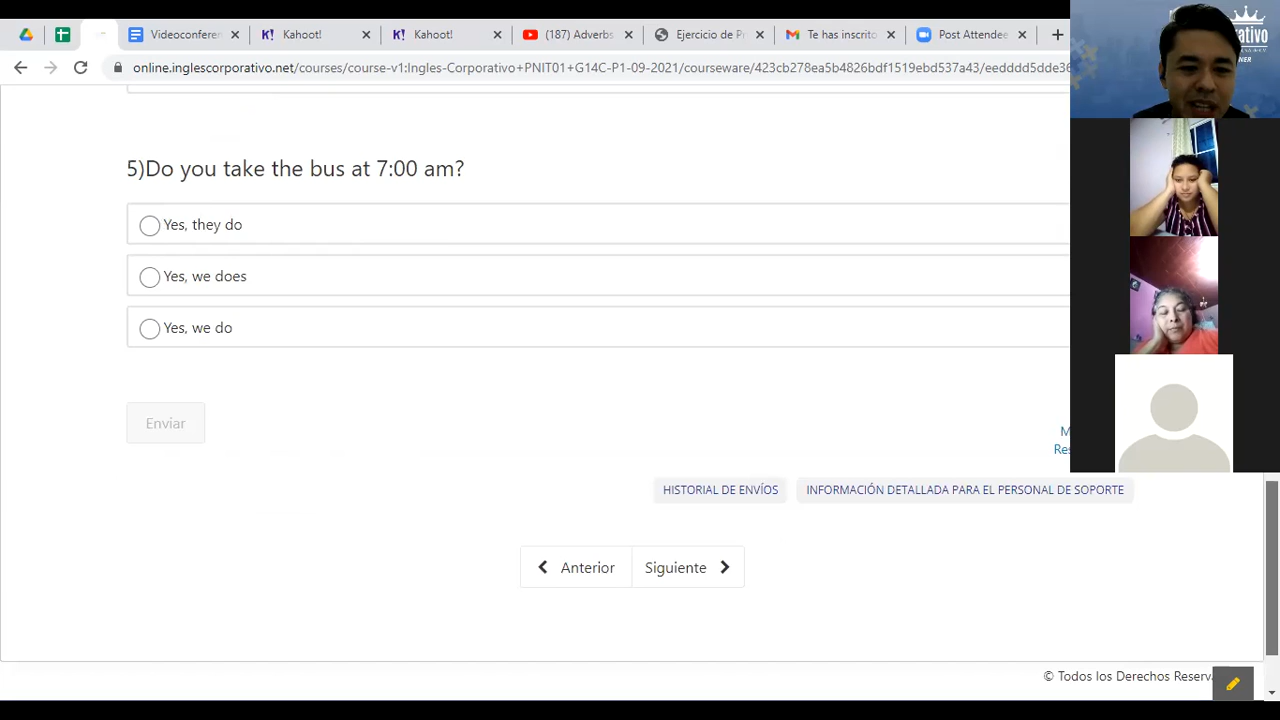 Videoconfere
Kahoot!
Kahoot!
(187) Adverbs
Ejercicio de Pr
Te has inscrito
Post Attendee
online.inglescorporativo.net/courses/course-v1:Ingles-Corporativo+PNIT01+G14C-P1-09-2021/courseware/423cb278ea5b4826bdf1519ebd537a43/eedddd5dde36
5)Do you take the bus at 7:00 am?
Yes, they do
Yes, we does
Yes, we do
Enviar
M
Res
HISTORIAL DE ENVÍOS
INFORMACIÓN DETALLADA PARA EL PERSONAL DE SOPORTE
Anterior
Siguiente
© Todos los Derechos Reserv